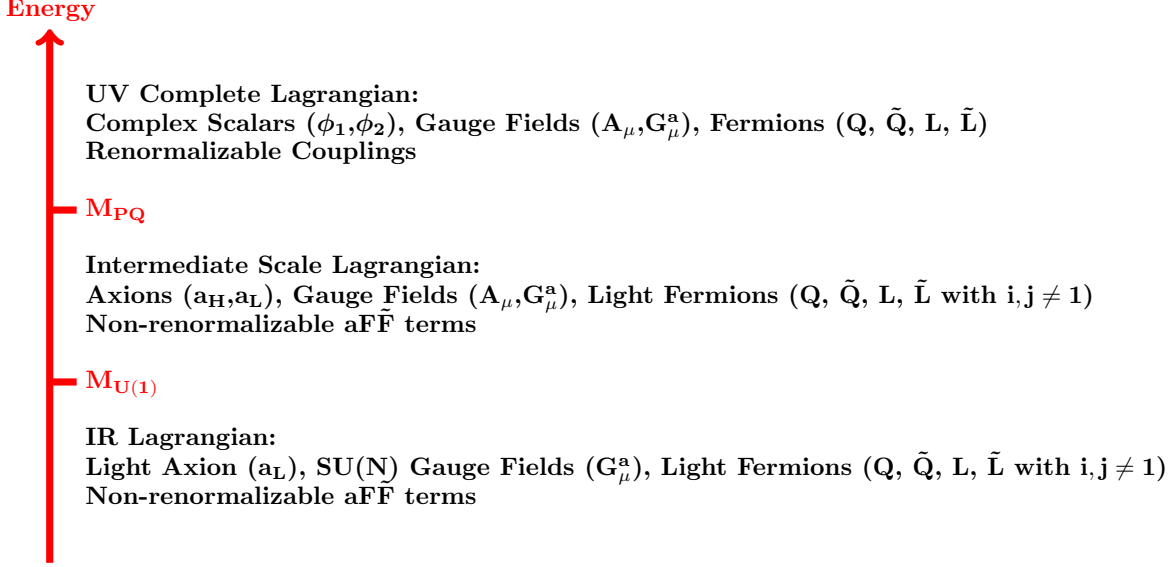 Energy
UV Complete Lagrangian:
Complex Scalars (ϕ₁,ϕ₂), Gauge Fields (A_μ,G^a_μ), Fermions (Q, Q̃, L, L̃)
Renormalizable Couplings
M_PQ
Intermediate Scale Lagrangian:
Axions (a_H,a_L), Gauge Fields (A_μ,G^a_μ), Light Fermions (Q, Q̃, L, L̃ with i, j ≠ 1)
Non-renormalizable aFF̃ terms
M_U(1)
IR Lagrangian:
Light Axion (a_L), SU(N) Gauge Fields (G^a_μ), Light Fermions (Q, Q̃, L, L̃ with i, j ≠ 1)
Non-renormalizable aFF̃ terms